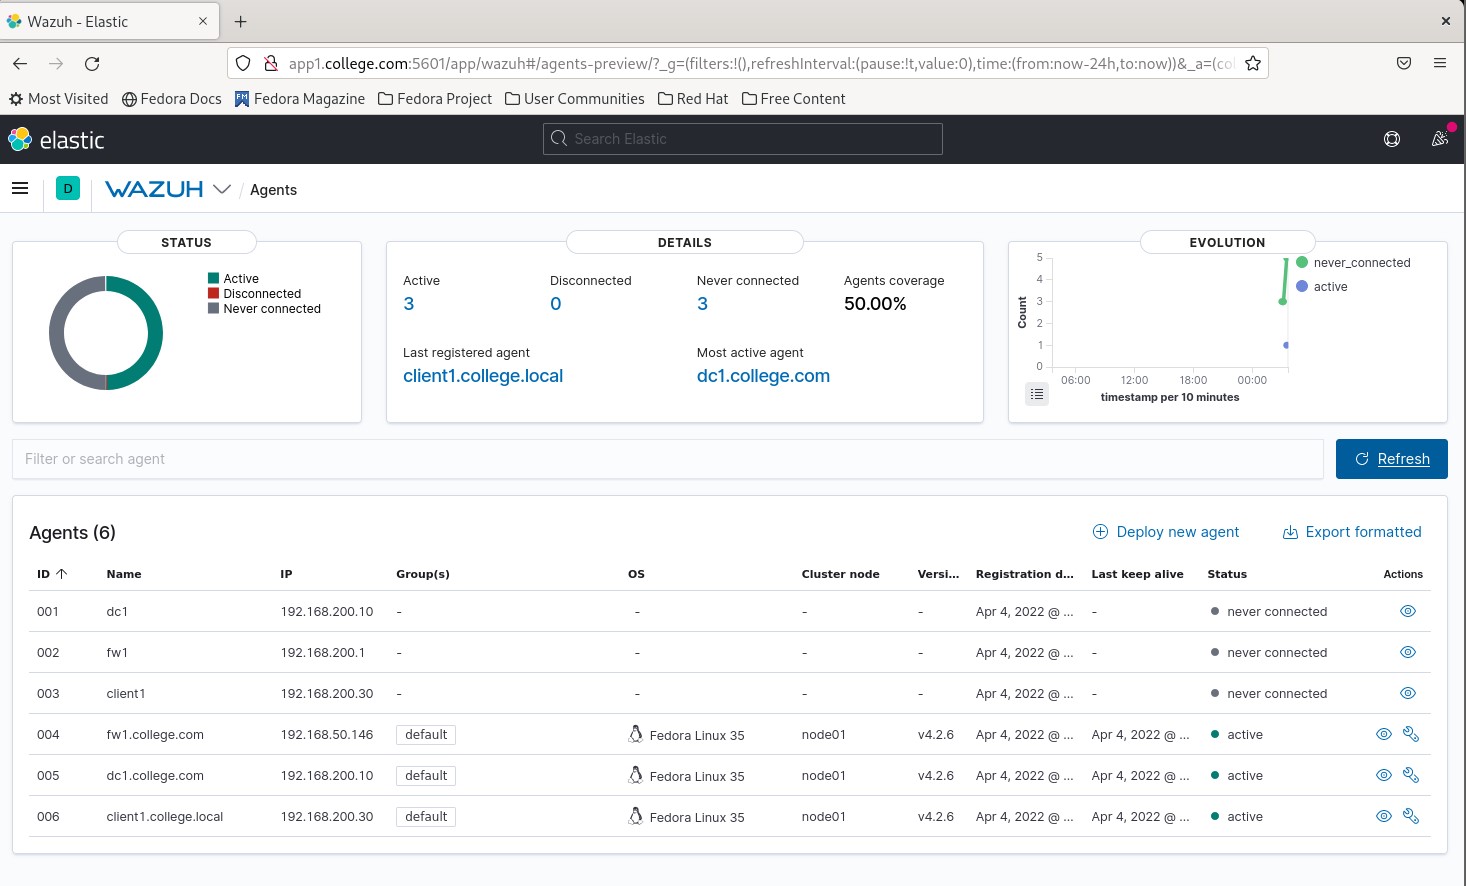 Wazuh - Elastic
app1.college.com:5601/app/wazuh#/agents-preview/?_g=(filters:!(),refreshInterval:(pause:!t,value:0),time:(from:now-24h,to:now))&_a=(col
Most Visited Fedora Docs Fedora Magazine Fedora Project User Communities Red Hat Free Content
elastic Search Elastic
D WAZUH / Agents
STATUS
Active
Disconnected
Never connected
DETAILS
Active Disconnected Never connected Agents coverage
3 0 3 50.00%
Last registered agent Most active agent
client1.college.local dc1.college.com
EVOLUTION
5
4
3
2
1
0
Count
06:00 12:00 18:00 00:00
timestamp per 10 minutes
never_connected
active
Filter or search agent Refresh
Agents (6) Deploy new agent Export formatted
ID Name IP Group(s) OS Cluster node Versi... Registration d... Last keep alive Status Actions
001 dc1 192.168.200.10 - - - - Apr 4, 2022 @ ... - never connected
002 fw1 192.168.200.1 - - - - Apr 4, 2022 @ ... - never connected
003 client1 192.168.200.30 - - - - Apr 4, 2022 @ ... - never connected
004 fw1.college.com 192.168.50.146 default Fedora Linux 35 node01 v4.2.6 Apr 4, 2022 @ ... Apr 4, 2022 @ ... active
005 dc1.college.com 192.168.200.10 default Fedora Linux 35 node01 v4.2.6 Apr 4, 2022 @ ... Apr 4, 2022 @ ... active
006 client1.college.local 192.168.200.30 default Fedora Linux 35 node01 v4.2.6 Apr 4, 2022 @ ... Apr 4, 2022 @ ... active